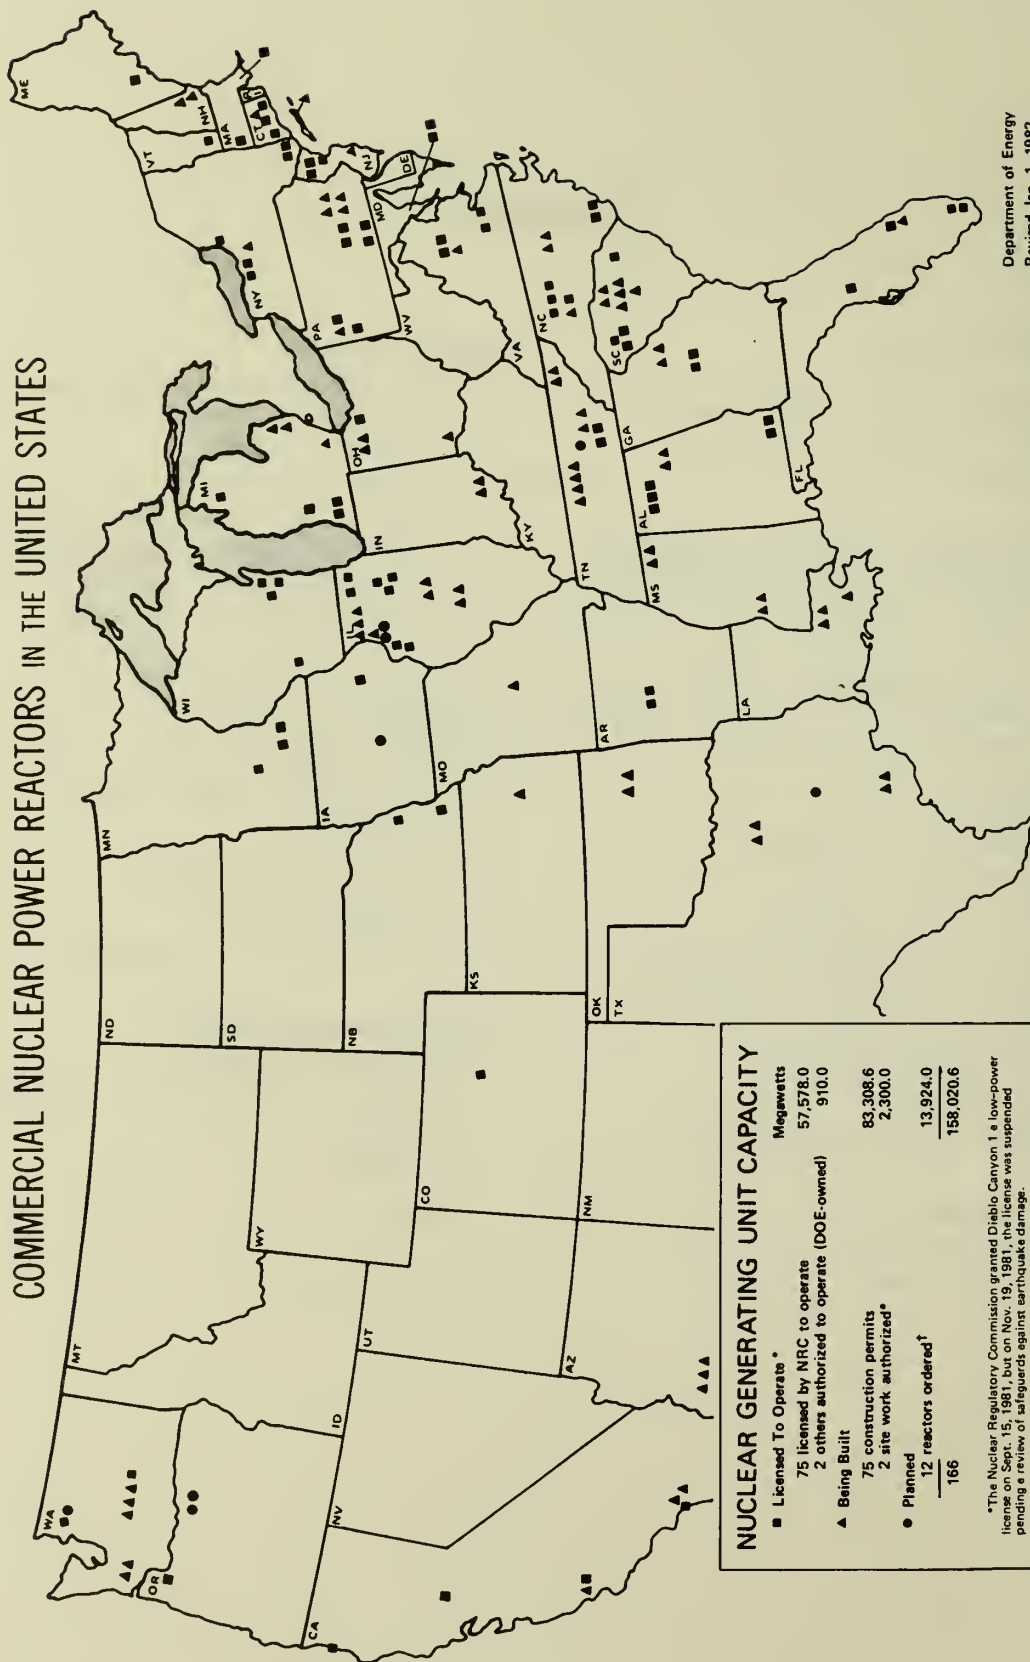 COMMERCIAL NUCLEAR POWER REACTORS IN THE UNITED STATES
WA
MT
ND
MN
WI
MI
ME
VT
NH
MA
CT
RI
NY
PA
NJ
DE
MD
WV
VA
OH
IN
IL
KY
IA
SD
WY
ID
OR
NB
MO
NC
TN
SC
GA
AL
MS
AR
LA
FL
KS
CO
UT
NV
CA
AZ
NM
OK
TX
NUCLEAR GENERATING UNIT CAPACITY
Megawatts
■ Licensed To Operate*
75 licensed by NRC to operate 57,578.0
2 others authorized to operate (DOE-owned) 910.0
▲ Being Built
75 construction permits 83,308.6
2 site work authorized* 2,300.0
● Planned
12 reactors ordered† 13,924.0
166 158,020.6
*The Nuclear Regulatory Commission granted Diablo Canyon 1 a low-power
license on Sept. 15, 1981, but on Nov. 19, 1981, the license was suspended
pending a review of safeguards against earthquake damage.
Department of Energy
Revised Jan. 1, 1982